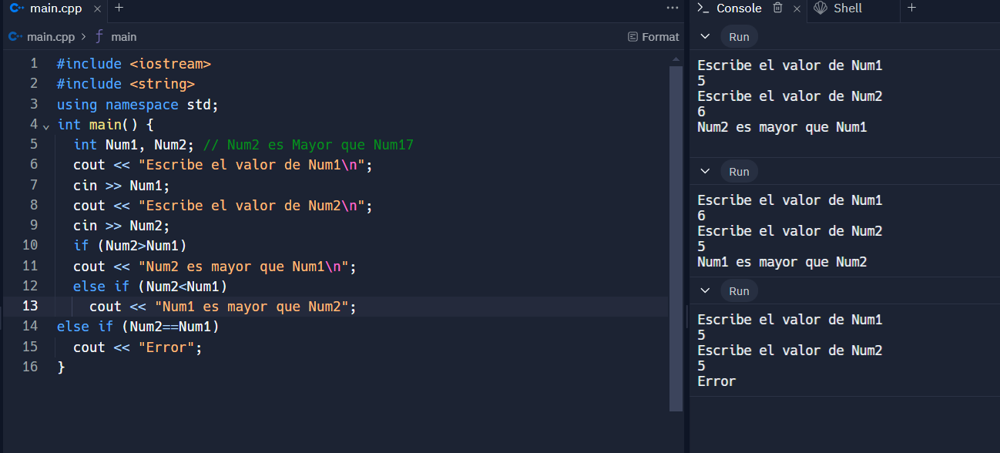 main.cpp
main.cpp > main
Format
1 #include <iostream>
2 #include <string>
3 using namespace std;
4 int main() {
5 int Num1, Num2; // Num2 es Mayor que Num17
6 cout << "Escribe el valor de Num1\n";
7 cin >> Num1;
8 cout << "Escribe el valor de Num2\n";
9 cin >> Num2;
10 if (Num2>Num1)
11 cout << "Num2 es mayor que Num1\n";
12 else if (Num2<Num1)
13 cout << "Num1 es mayor que Num2";
14 else if (Num2==Num1)
15 cout << "Error";
16 }
Console
Shell
Run
Escribe el valor de Num1
5
Escribe el valor de Num2
6
Num2 es mayor que Num1
Run
Escribe el valor de Num1
6
Escribe el valor de Num2
5
Num1 es mayor que Num2
Run
Escribe el valor de Num1
5
Escribe el valor de Num2
5
Error